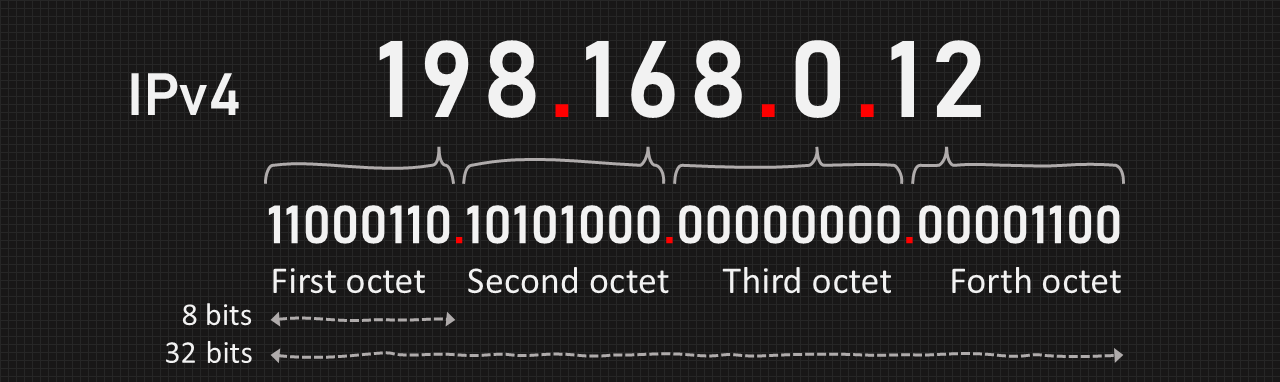 IPv4 198.168.0.12
11000110.10101000.00000000.00001100
First octet Second octet Third octet Forth octet
8 bits
32 bits